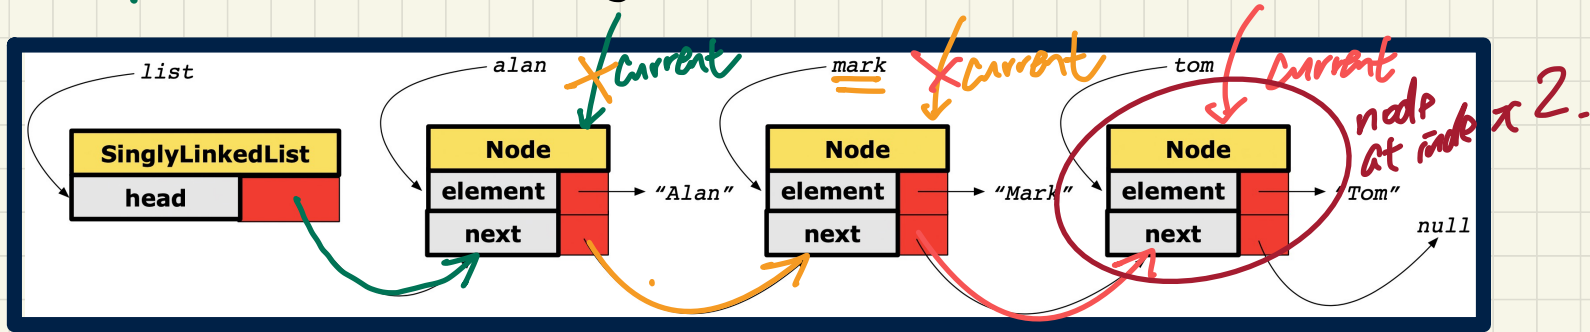 list
alan
current
mark
current
tom
current
node
at index 2.
SinglyLinkedList
head
Node
element
"Alan"
next
Node
element
"Mark"
next
Node
element
"Tom"
next
null